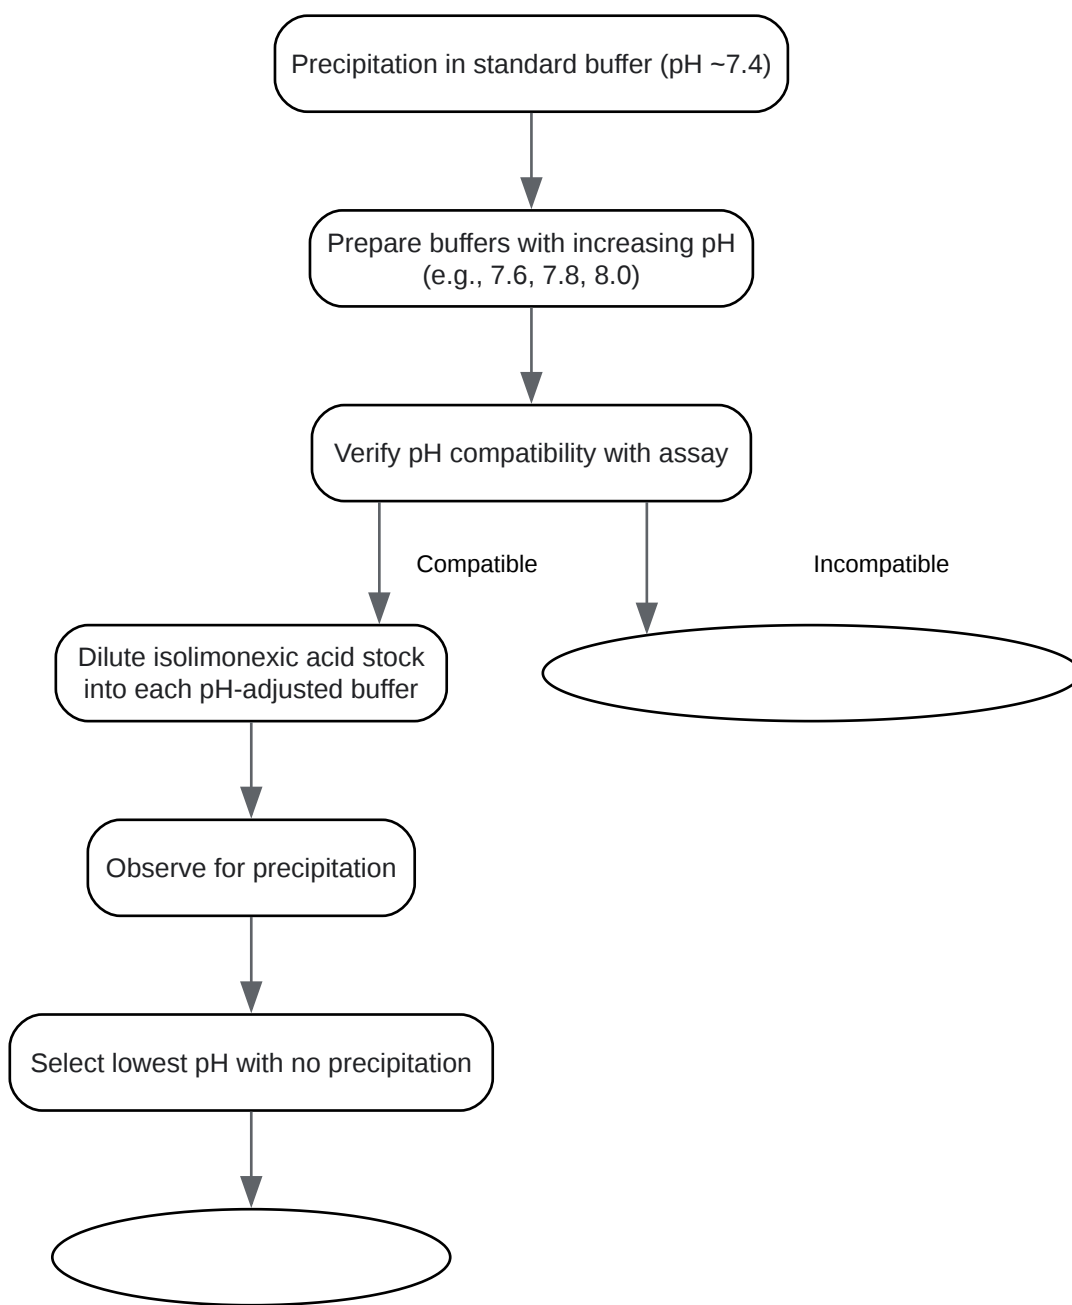 Precipitation in standard buffer (pH ~7.4)
Prepare buffers with increasing pH
(e.g., 7.6, 7.8, 8.0)
Verify pH compatibility with assay
Compatible
Incompatible
Dilute isolimonexic acid stock
into each pH-adjusted buffer
Observe for precipitation
Select lowest pH with no precipitation